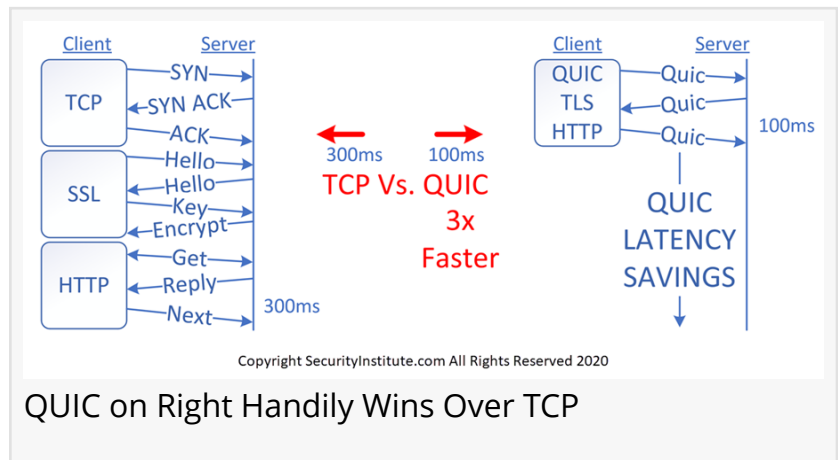 Client
Server
TCP
SYN
SYN ACK
ACK
SSL
Hello
Hello
Key
Encrypt
HTTP
Get
Reply
Next
300ms
300ms
100ms
TCP Vs. QUIC
3x
Faster
Client
Server
QUIC
TLS
HTTP
Quic
Quic
Quic
100ms
QUIC
LATENCY
SAVINGS
Copyright SecurityInstitute.com All Rights Reserved 2020
QUIC on Right Handily Wins Over TCP